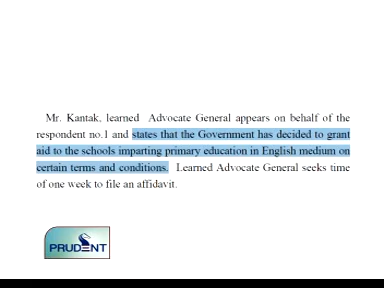 Mr. Kantak, learned Advocate General appears on behalf of the
respondent no.1 and states that the Government has decided to grant
aid to the schools imparting primary education in English medium on
certain terms and conditions. Learned Advocate General seeks time
of one week to file an affidavit.
PRUDENT